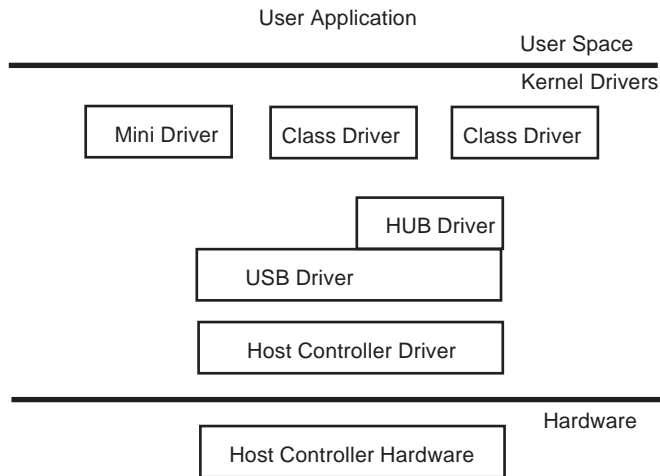 User Application
User Space
Kernel Drivers
Mini Driver
Class Driver
Class Driver
HUB Driver
USB Driver
Host Controller Driver
Hardware
Host Controller Hardware